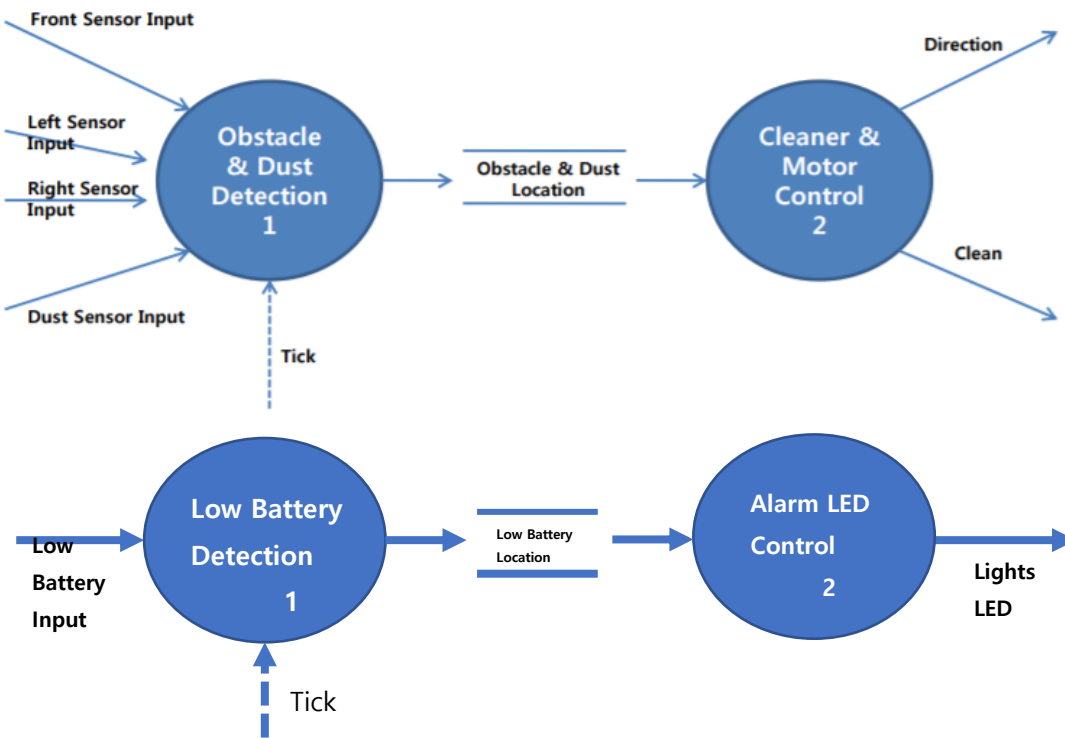 Front Sensor Input
Direction
Left Sensor
Input
Obstacle
& Dust
Detection
1
Cleaner &
Motor
Control
2
Obstacle & Dust
Location
Right Sensor
Input
Clean
Dust Sensor Input
Tick
Low Battery
Detection
1
Alarm LED
Control
2
Low Battery
Location
Low
Battery
Input
Lights
LED
Tick